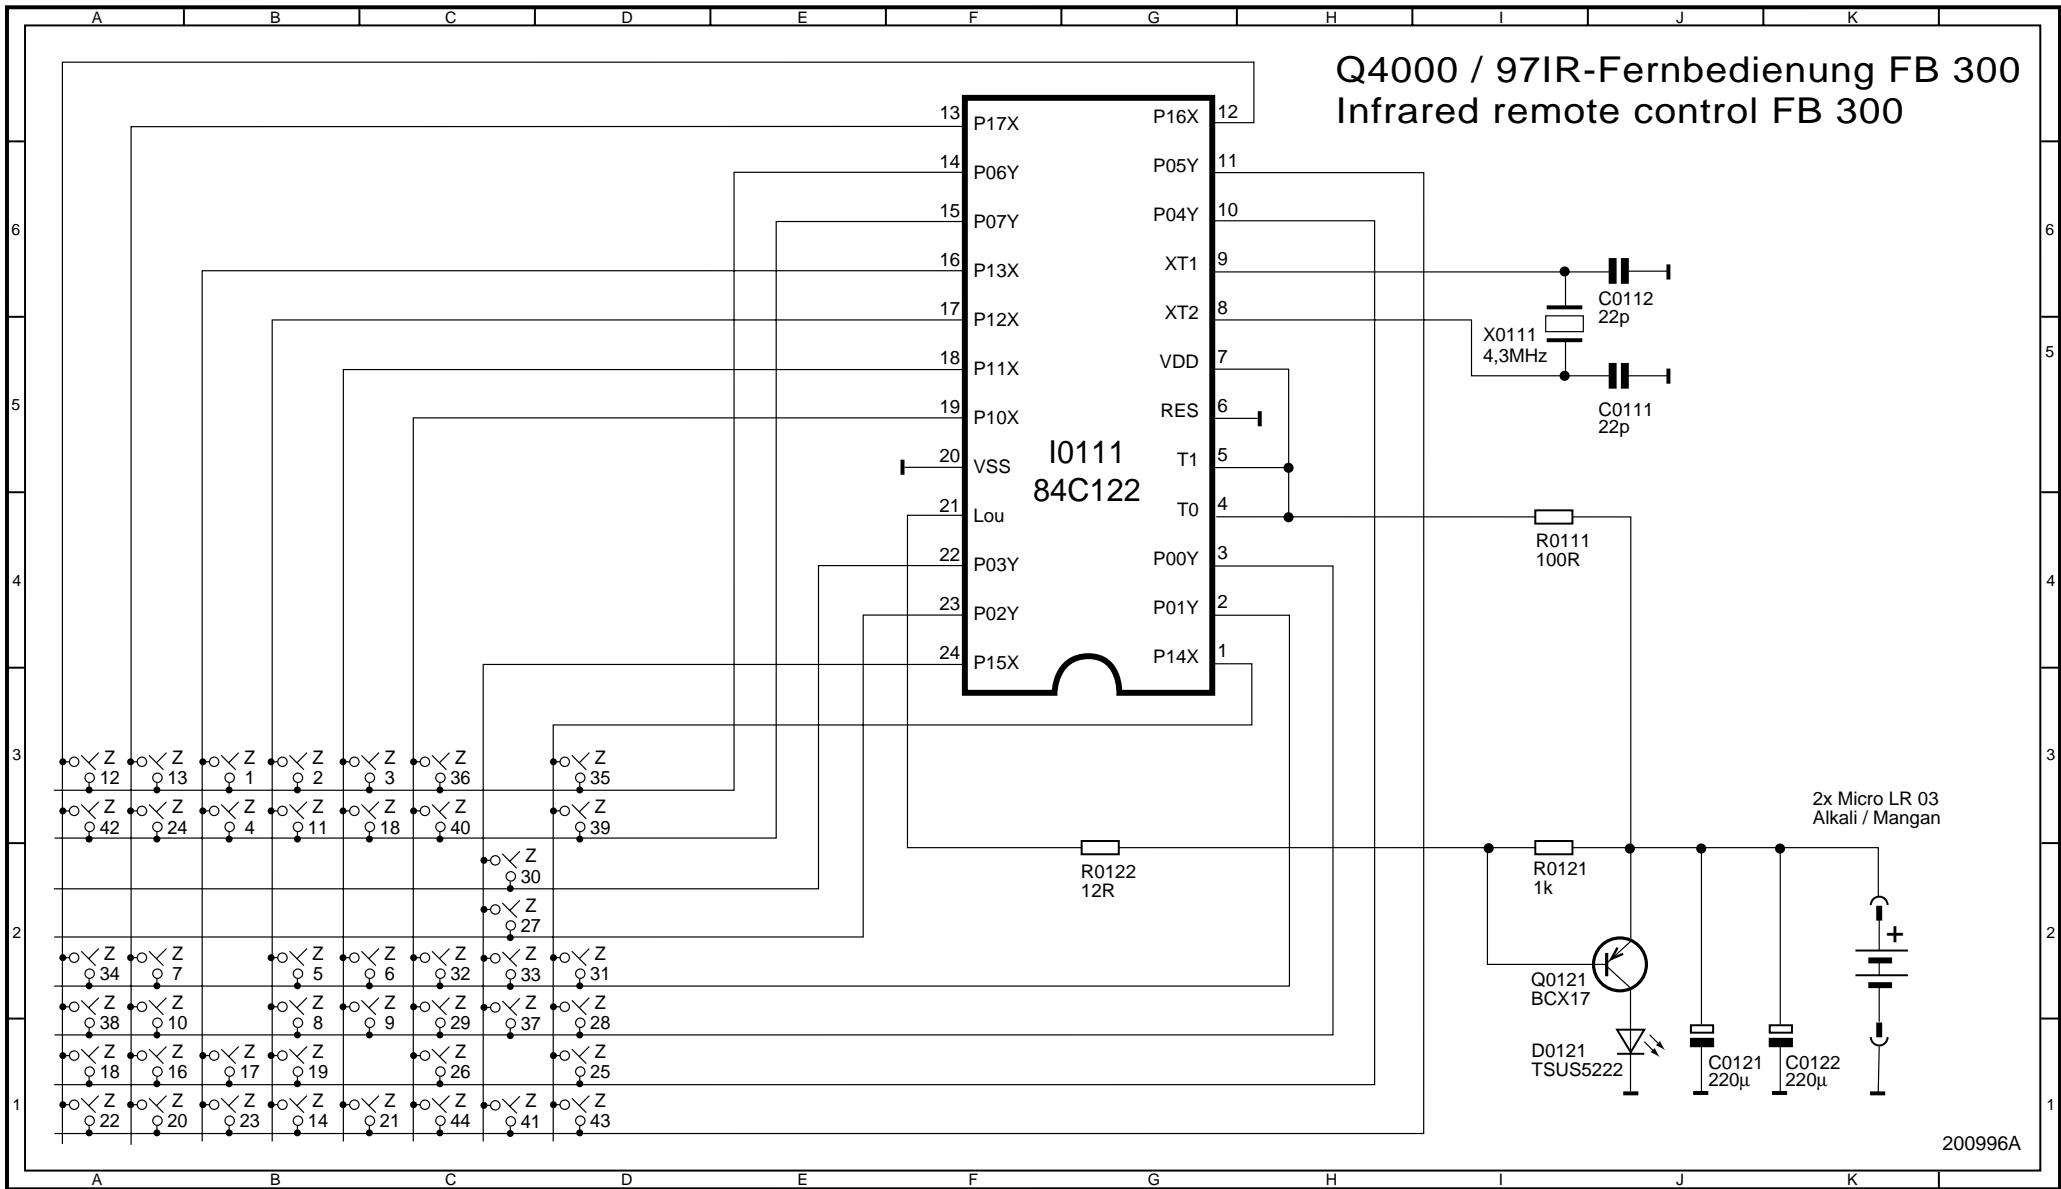 A B C D E F G H I J K
Q4000 / 97IR-Fernbedienung FB 300
Infrared remote control FB 300
13 P17X P16X 12
14 P06Y P05Y 11
15 P07Y P04Y 10
6 6
16 P13X XT1 9
C0112
22p
17 P12X XT2 8
X0111
4,3MHz
18 P11X VDD 7
5 5
19 P10X RES 6
C0111
22p
I0111
84C122
20 VSS T1 5
21 Lou T0 4
R0111
100R
22 P03Y P00Y 3
4 4
23 P02Y P01Y 2
24 P15X P14X 1
3 3
Z Z Z Z Z Z Z
12 13 1 2 3 36 35
2x Micro LR 03
Alkali / Mangan
Z Z Z Z Z Z Z
42 24 4 11 18 40 39
Z
30
R0122
12R
R0121
1k
Z
27
2 2
+
Z Z Z Z Z Z Z
34 7 5 6 32 33 31
Q0121
BCX17
Z Z Z Z Z Z Z
38 10 8 9 29 37 28
D0121
TSUS5222
C0121
220µ
C0122
220µ
Z Z Z Z Z Z
18 16 17 19 26 25
1 1
Z Z Z Z Z Z Z Z
22 20 23 14 21 44 41 43
200996A
A B C D E F G H I J K